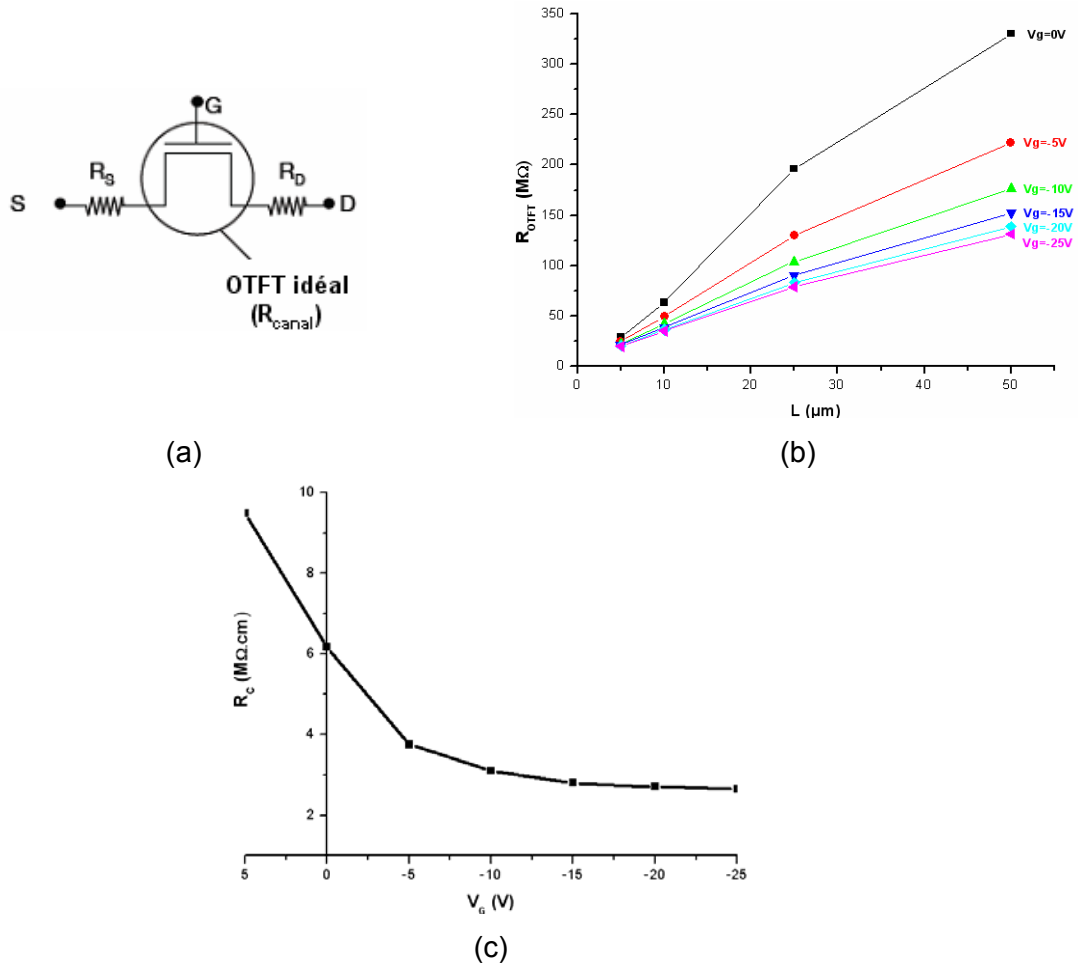 G
R_S
R_D
S
D
OTFT idéal
(R_canal)
(a)
350
300
250
200
150
100
50
0
R_OTFT (MΩ)
Vg=0V
Vg=-5V
Vg=-10V
Vg=-15V
Vg=-20V
Vg=-25V
0 10 20 30 40 50
L (µm)
(b)
10
8
6
4
2
R_C (MΩ.cm)
5 0 -5 -10 -15 -20 -25
V_G (V)
(c)